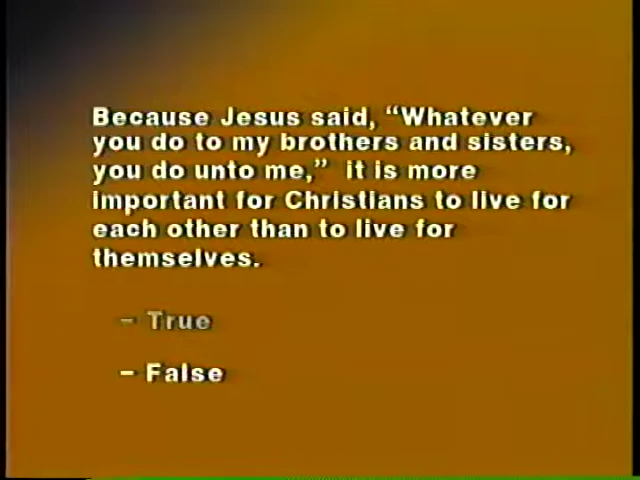 Because Jesus said, “Whatever
you do to my brothers and sisters,
you do unto me,” it is more
important for Christians to live for
each other than to live for
themselves.
– True
– False